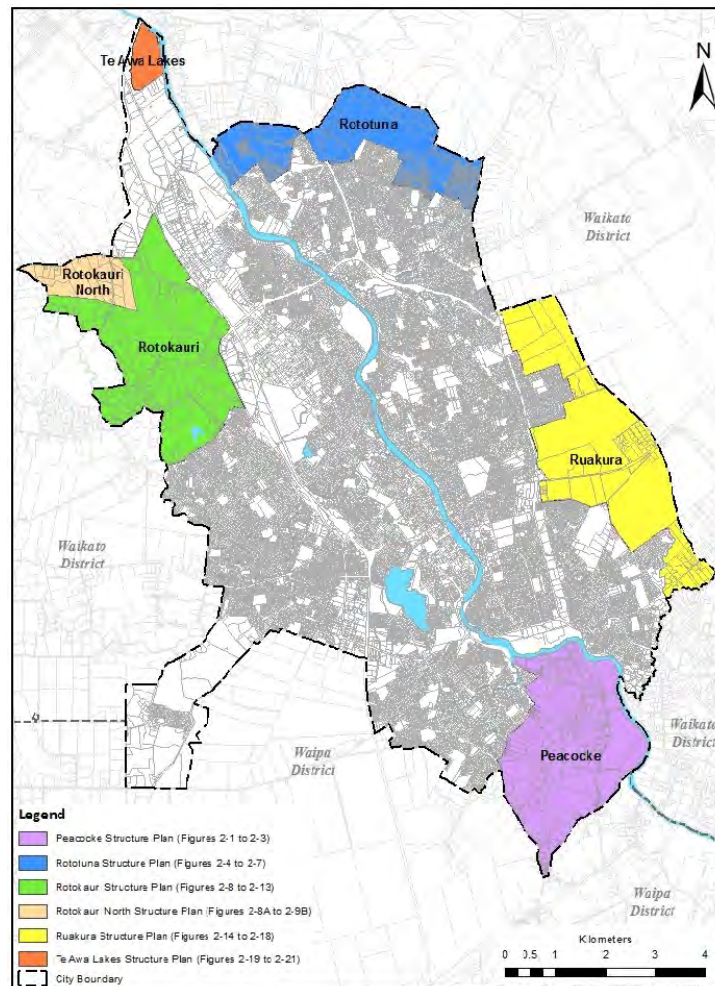 Te Awa Lakes
N
Rototuna
Waikato
District
Rotokauri
North
Rotokauri
Ruakura
Waikato
District
Waikato
District
Peacocke
Waipa
District
Waipa
District
Legend
Peacocke Structure Plan (Figures 2-1 to 2-3)
Rototuna Structure Plan (Figures 2-4 to 2-7)
Rotokaur Structure Plan (Figures 2-8 to 2-13)
Rotokaur North Structure Plan (Figures 2-8A to 2-9B)
Ruakura Structure Plan (Figures 2-14 to 2-18)
Te Awa Lakes Structure Plan (Figures 2-19 to 2-21)
City Boundary
Kilometers
0 0.5 1 2 3 4